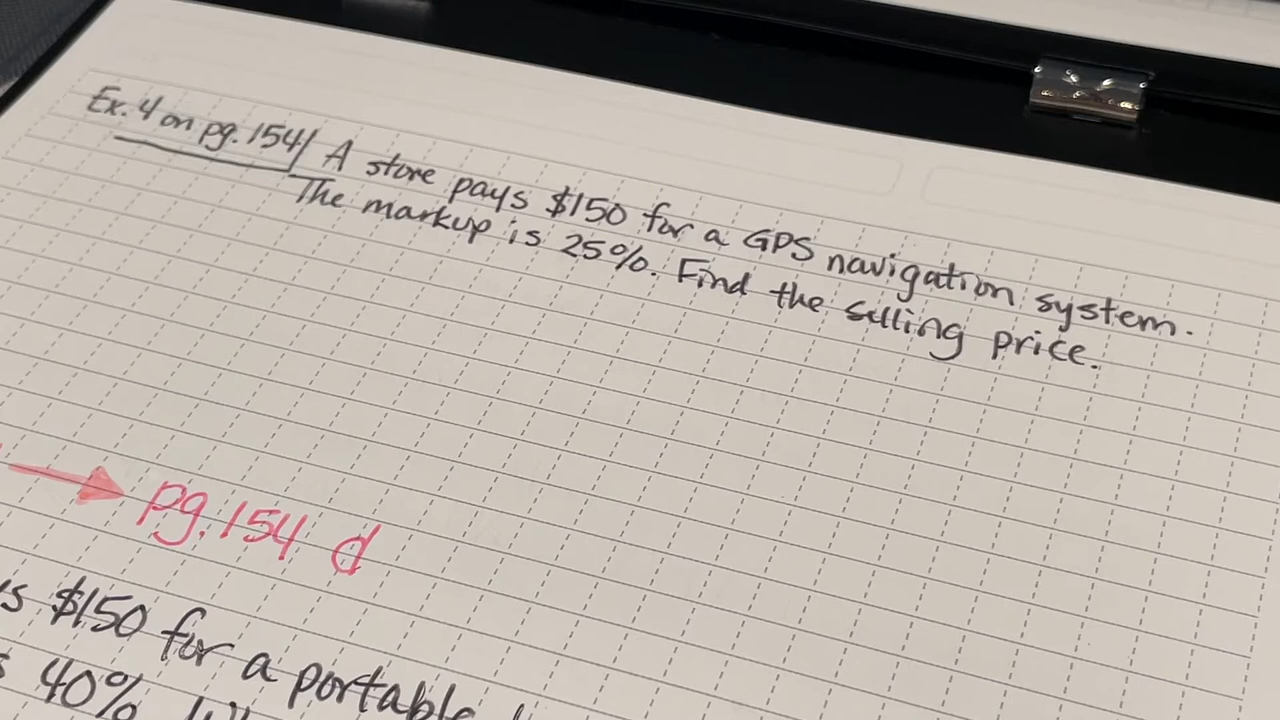 Ex. 4 on pg. 154/ A store pays $150 for a GPS navigation system.
The markup is 25%. Find the selling price.
pg. 154 d
$150 for a portable
40%